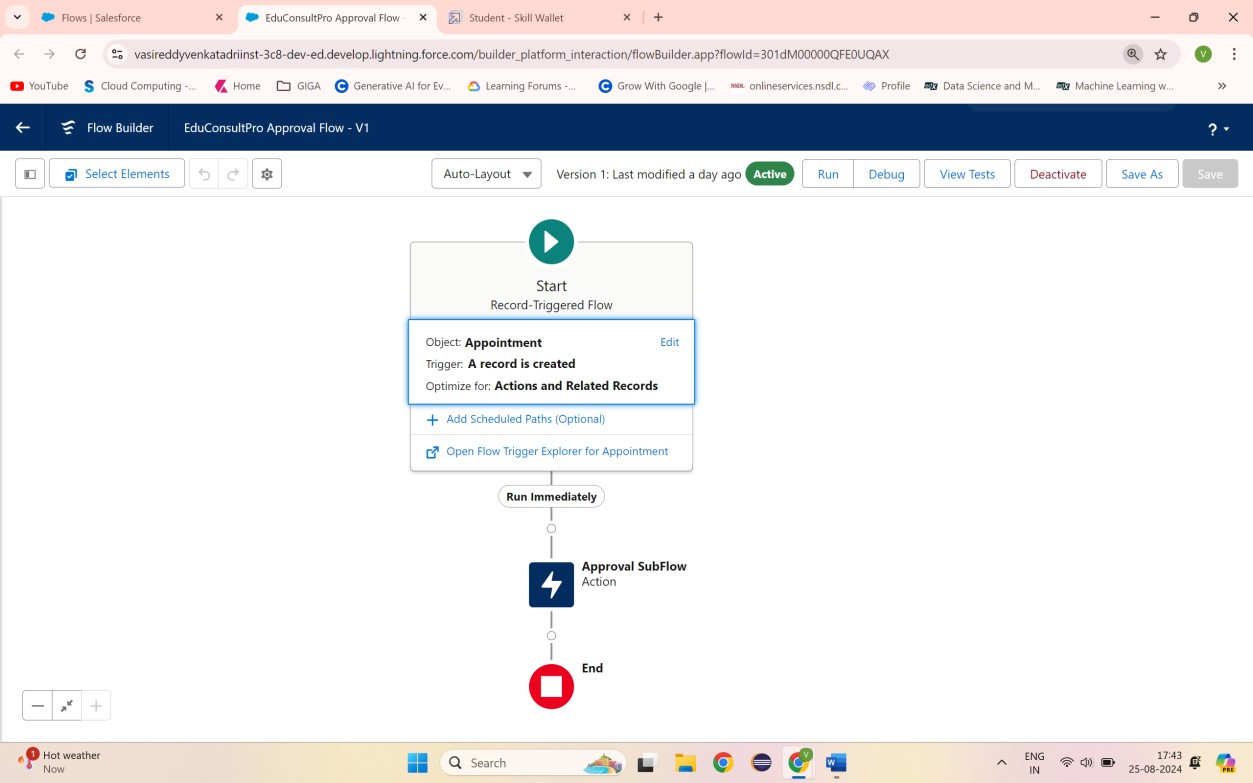 Flows | Salesforce
EduConsultPro Approval Flow -
Student - Skill Wallet
vasireddyvenkatadriinst-3c8-dev-ed.develop.lightning.force.com/builder_platform_interaction/flowBuilder.app?flowId=301dM00000QFE0UQAX
V
YouTube
Cloud Computing -...
Home
GIGA
Generative AI for Ev...
Learning Forums -...
Grow With Google |...
NSDL onlineservices.nsdl.c...
Profile
Data Science and M...
Machine Learning w...
Flow Builder
EduConsultPro Approval Flow - V1
?
Select Elements
Auto-Layout
Version 1: Last modified a day ago
Active
Run
Debug
View Tests
Deactivate
Save As
Save
Start
Record-Triggered Flow
Object: Appointment
Edit
Trigger: A record is created
Optimize for: Actions and Related Records
Add Scheduled Paths (Optional)
Open Flow Trigger Explorer for Appointment
Run Immediately
Approval SubFlow
Action
End
1
Hot weather
Now
Search
V
ENG
IN
17:43
25-08-2024
PRE